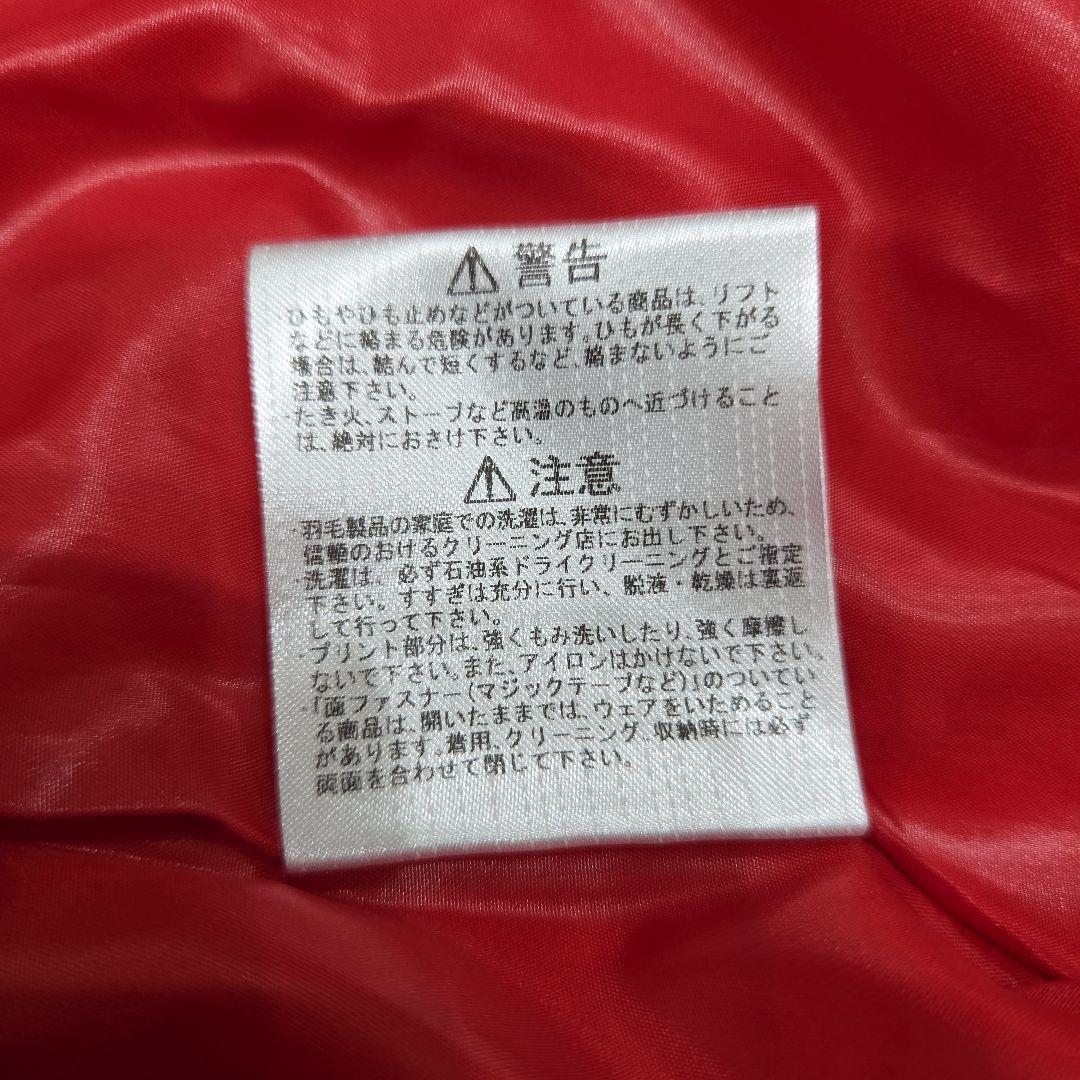 ⚠警告
ひもやひも止めなどがついている商品は、リフト
などに絡まる危険があります。ひもが長く下がる
場合は、結んで短くするなど、絡まないようにご
注意下さい。
・たき火、ストーブなど高温のものへ近づけること
は、絶対におさけ下さい。
⚠注意
・羽毛製品の家庭での洗濯は、非常にむずかしいため、
信頼のおけるクリーニング店にお出し下さい。
・洗濯は、必ず石油系ドライクリーニングとご指定
下さい。すすぎは充分に行い、脱液・乾燥は裏返
して行って下さい。
・プリント部分は、強くもみ洗いしたり、強く摩擦し
ないで下さい。また、アイロンはかけないで下さい。
・「面ファスナー(マジックテープなど)」のついてい
る商品は、開いたままでは、ウェアをいためること
があります。着用、クリーニング、収納時には必ず
両面を合わせて閉じて下さい。